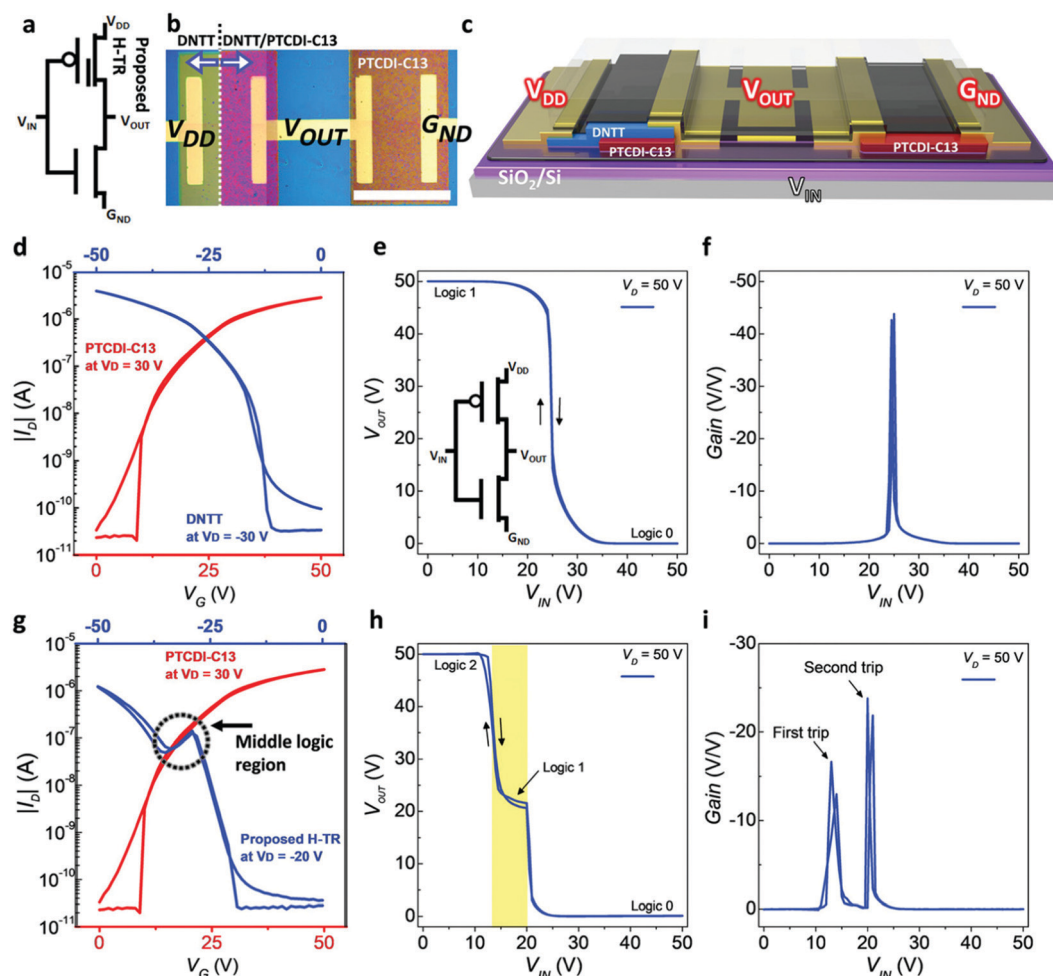 a
V_DD
Proposed
H-TR
V_IN
V_OUT
G_ND
b
DNTT
DNTT/PTCDI-C13
PTCDI-C13
V_DD
V_OUT
G_ND
c
V_DD
V_OUT
G_ND
DNTT
PTCDI-C13
PTCDI-C13
SiO₂/Si
V_IN
d
-50 -25 0
10⁻⁵
10⁻⁶
10⁻⁷
10⁻⁸
10⁻⁹
10⁻¹⁰
10⁻¹¹
|I_D| (A)
PTCDI-C13
at VD = 30 V
DNTT
at VD = -30 V
0 25 50
V_G (V)
e
50
40
30
20
10
0
V_OUT (V)
Logic 1
V_D = 50 V
V_DD
V_IN
V_OUT
G_ND
Logic 0
0 10 20 30 40 50
V_IN (V)
f
-50
-40
-30
-20
-10
0
Gain (V/V)
V_D = 50 V
0 10 20 30 40 50
V_IN (V)
g
-50 -25 0
10⁻⁵
10⁻⁶
10⁻⁷
10⁻⁸
10⁻⁹
10⁻¹⁰
10⁻¹¹
|I_D| (A)
PTCDI-C13
at VD = 30 V
Middle logic
region
Proposed H-TR
at VD = -20 V
0 25 50
V_G (V)
h
50
40
30
20
10
0
V_OUT (V)
Logic 2
V_D = 50 V
Logic 1
Logic 0
0 10 20 30 40 50
V_IN (V)
i
-30
-20
-10
0
Gain (V/V)
V_D = 50 V
Second trip
First trip
0 10 20 30 40 50
V_IN (V)